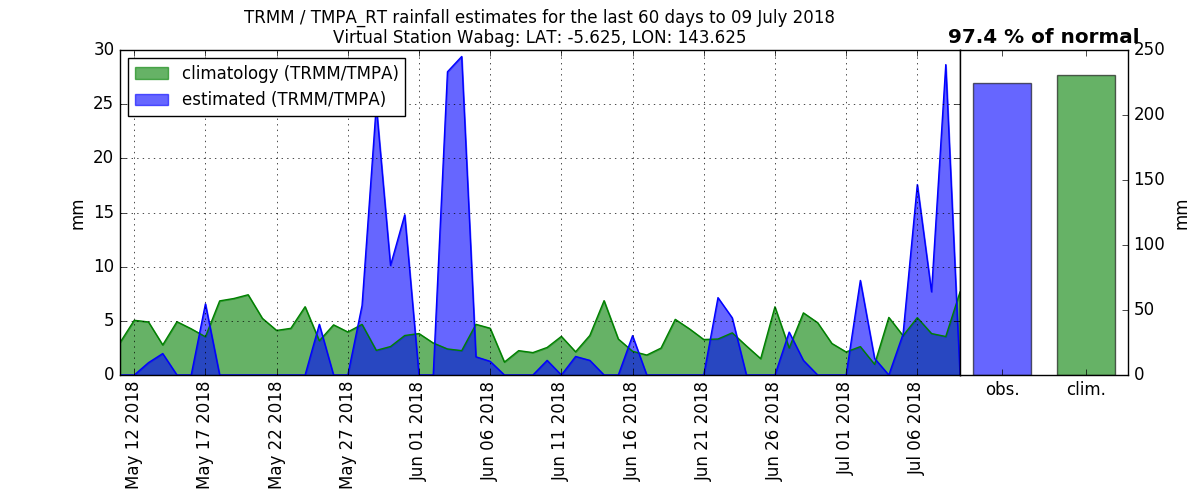 TRMM / TMPA_RT rainfall estimates for the last 60 days to 09 July 2018
Virtual Station Wabag: LAT: -5.625, LON: 143.625
97.4 % of normal
climatology (TRMM/TMPA)
estimated (TRMM/TMPA)
30
25
20
15
10
5
0
mm
May 12 2018
May 17 2018
May 22 2018
May 27 2018
Jun 01 2018
Jun 06 2018
Jun 11 2018
Jun 16 2018
Jun 21 2018
Jun 26 2018
Jul 01 2018
Jul 06 2018
250
200
150
100
50
0
mm
obs.
clim.